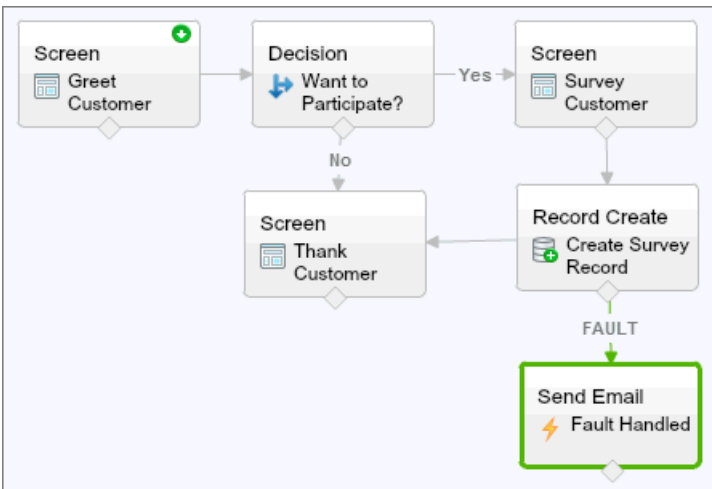 Screen
Greet
Customer
Decision
Want to
Participate?
Yes
Screen
Survey
Customer
No
Screen
Thank
Customer
Record Create
Create Survey
Record
FAULT
Send Email
Fault Handled